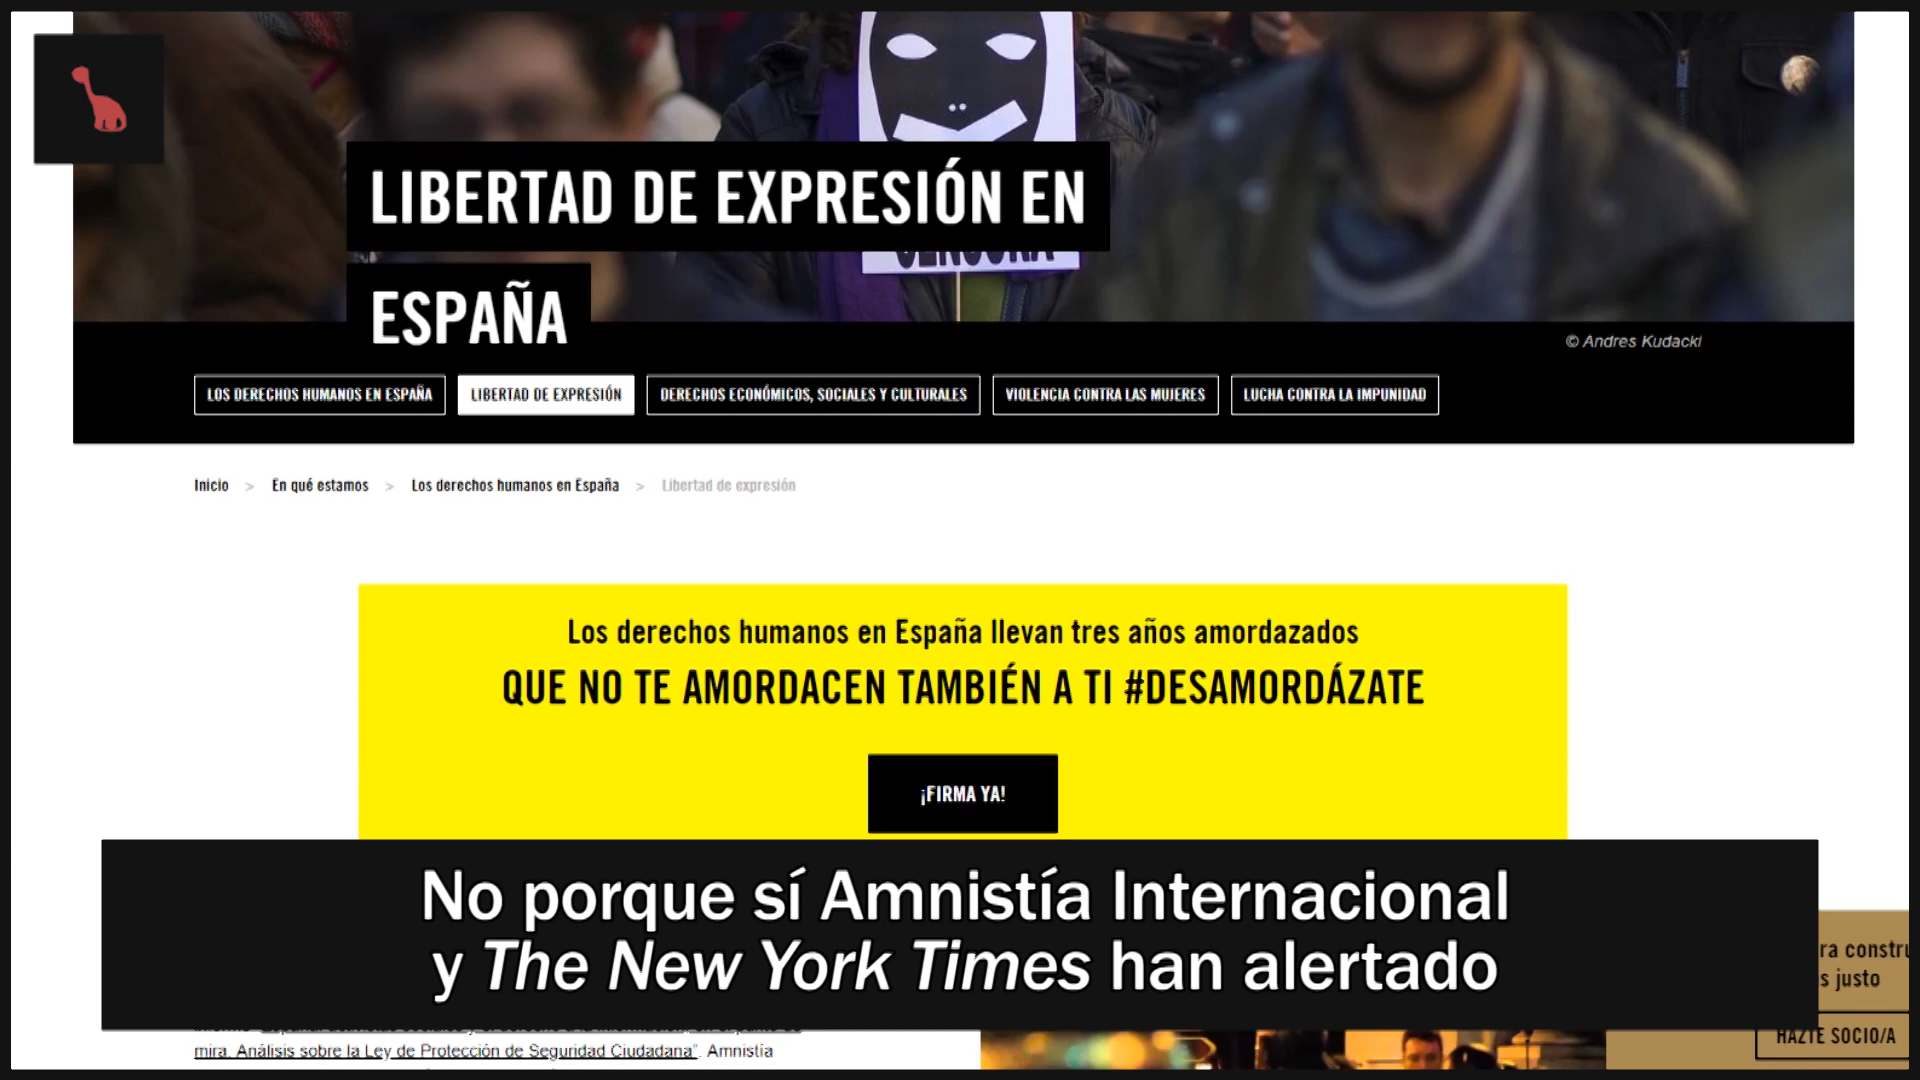 LIBERTAD DE EXPRESIÓN EN
ESPAÑA
© Andres Kudacki
LOS DERECHOS HUMANOS EN ESPAÑA
LIBERTAD DE EXPRESIÓN
DERECHOS ECONÓMICOS, SOCIALES Y CULTURALES
VIOLENCIA CONTRA LAS MUJERES
LUCHA CONTRA LA IMPUNIDAD
Inicio > En qué estamos > Los derechos humanos en España > Libertad de expresión
Los derechos humanos en España llevan tres años amordazados
QUE NO TE AMORDACEN TAMBIÉN A TI #DESAMORDÁZATE
¡FIRMA YA!
No porque sí Amnistía Internacional
y The New York Times han alertado
s justo
HAZTE SOCIO/A
mira. Análisis sobre la Ley de Protección de Seguridad Ciudadana". Amnistía